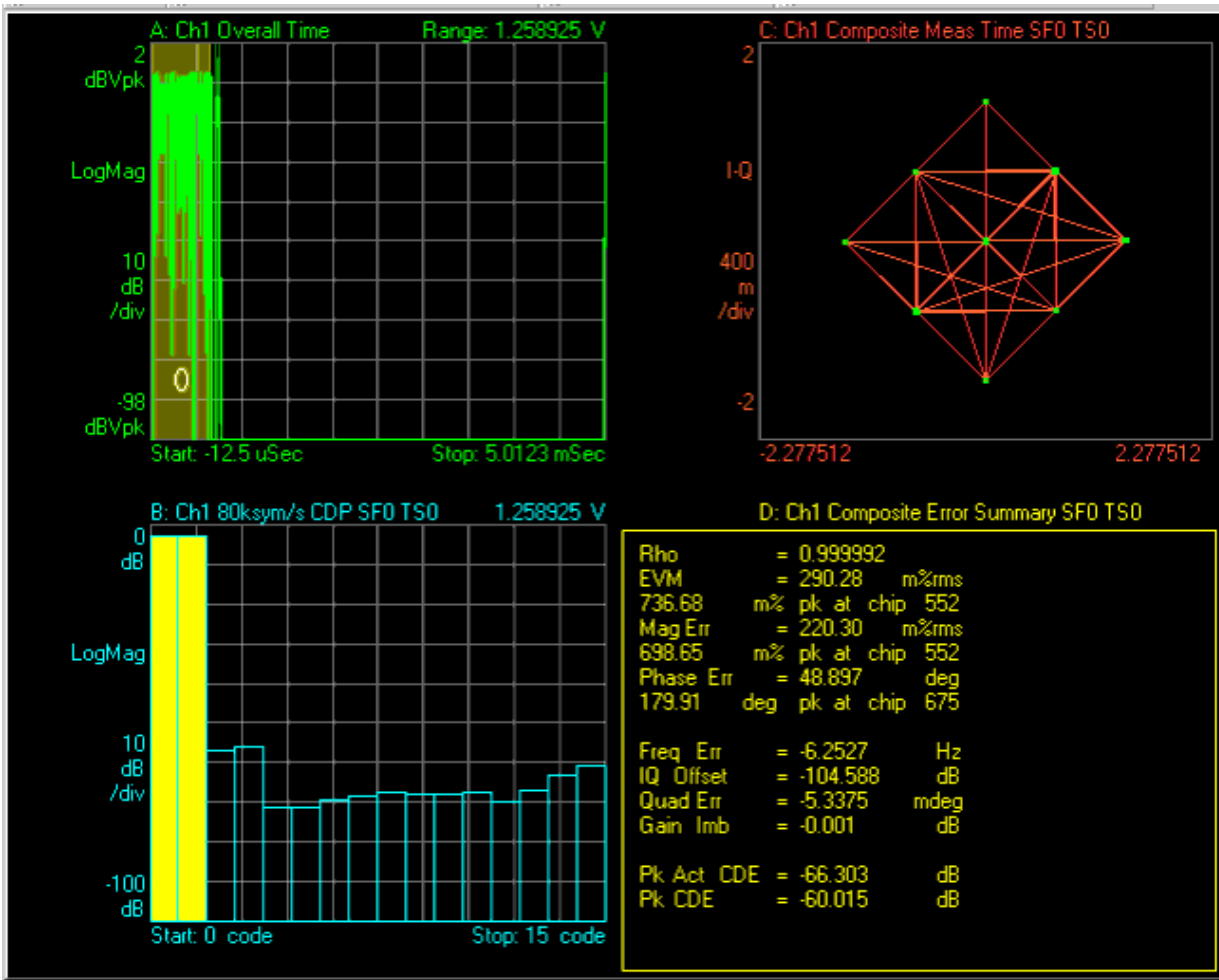 A: Ch1 Overall Time Range: 1.258925 V
2
dBVpk
LogMag
10
dB
/div
0
-98
dBVpk
Start: -12.5 uSec Stop: 5.0123 mSec
C: Ch1 Composite Meas Time SF0 TS0
2
I-Q
400
m
/div
-2
-2.277512 2.277512
B: Ch1 80ksym/s CDP SF0 TS0 1.258925 V
0
dB
LogMag
10
dB
/div
-100
dB
Start: 0 code Stop: 15 code
D: Ch1 Composite Error Summary SF0 TS0
Rho = 0.999992
EVM = 290.28 m%rms
736.68 m% pk at chip 552
Mag Err = 220.30 m%rms
698.65 m% pk at chip 552
Phase Err = 48.897 deg
179.91 deg pk at chip 675
Freq Err = -6.2527 Hz
IQ Offset = -104.588 dB
Quad Err = -5.3375 mdeg
Gain Imb = -0.001 dB
Pk Act CDE = -66.303 dB
Pk CDE = -60.015 dB